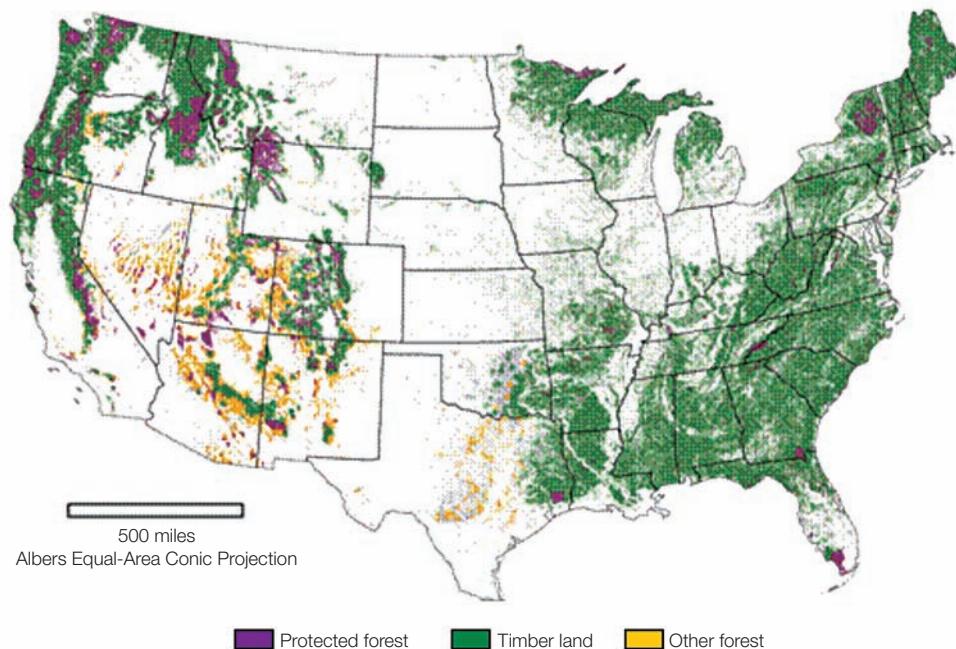 500 miles
Albers Equal-Area Conic Projection
Protected forest Timber land Other forest